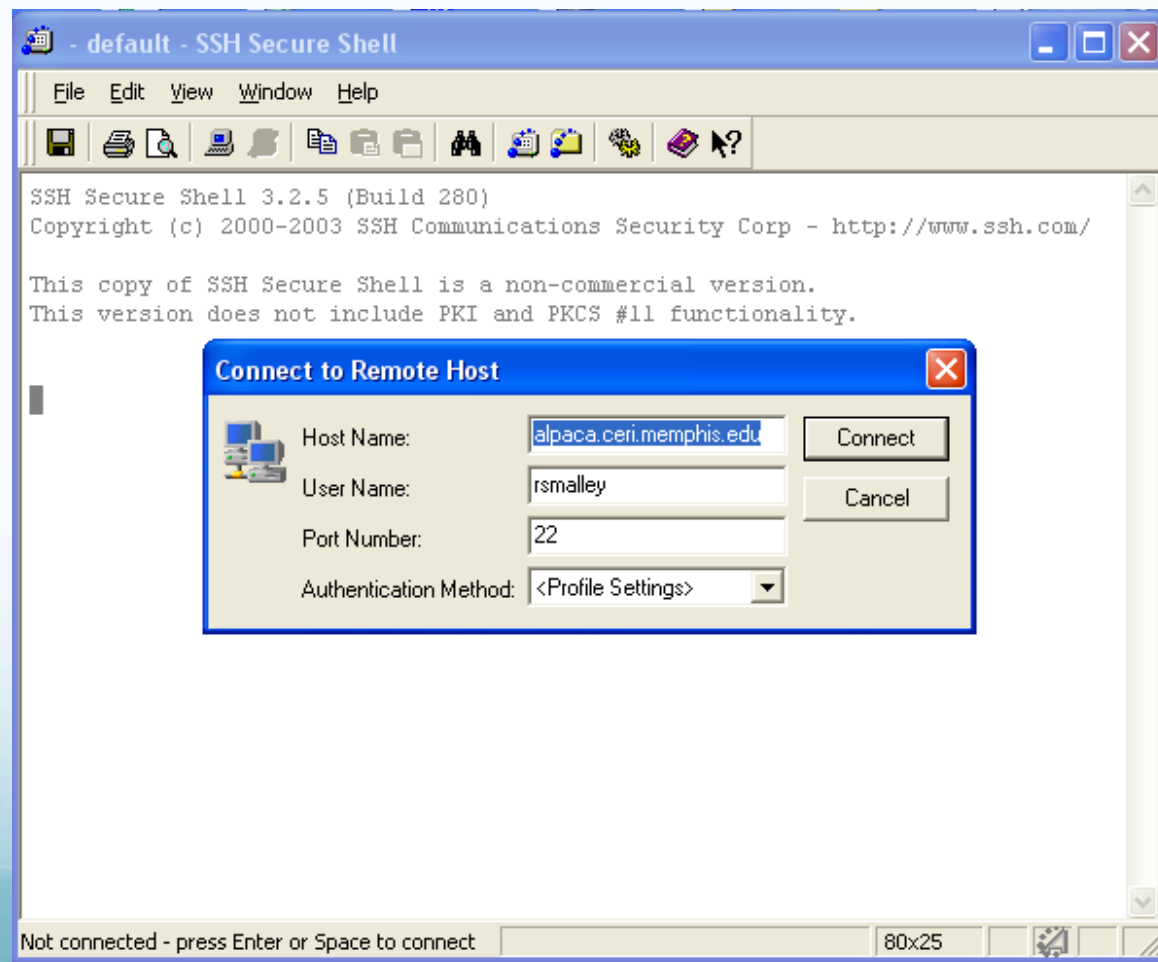 - default - SSH Secure Shell
File Edit View Window Help
SSH Secure Shell 3.2.5 (Build 280)
Copyright (c) 2000-2003 SSH Communications Security Corp - http://www.ssh.com/
This copy of SSH Secure Shell is a non-commercial version.
This version does not include PKI and PKCS #11 functionality.
Connect to Remote Host
Host Name: alpaca.ceri.memphis.edu Connect
User Name: rsmalley Cancel
Port Number: 22
Authentication Method: <Profile Settings>
Not connected - press Enter or Space to connect 80x25